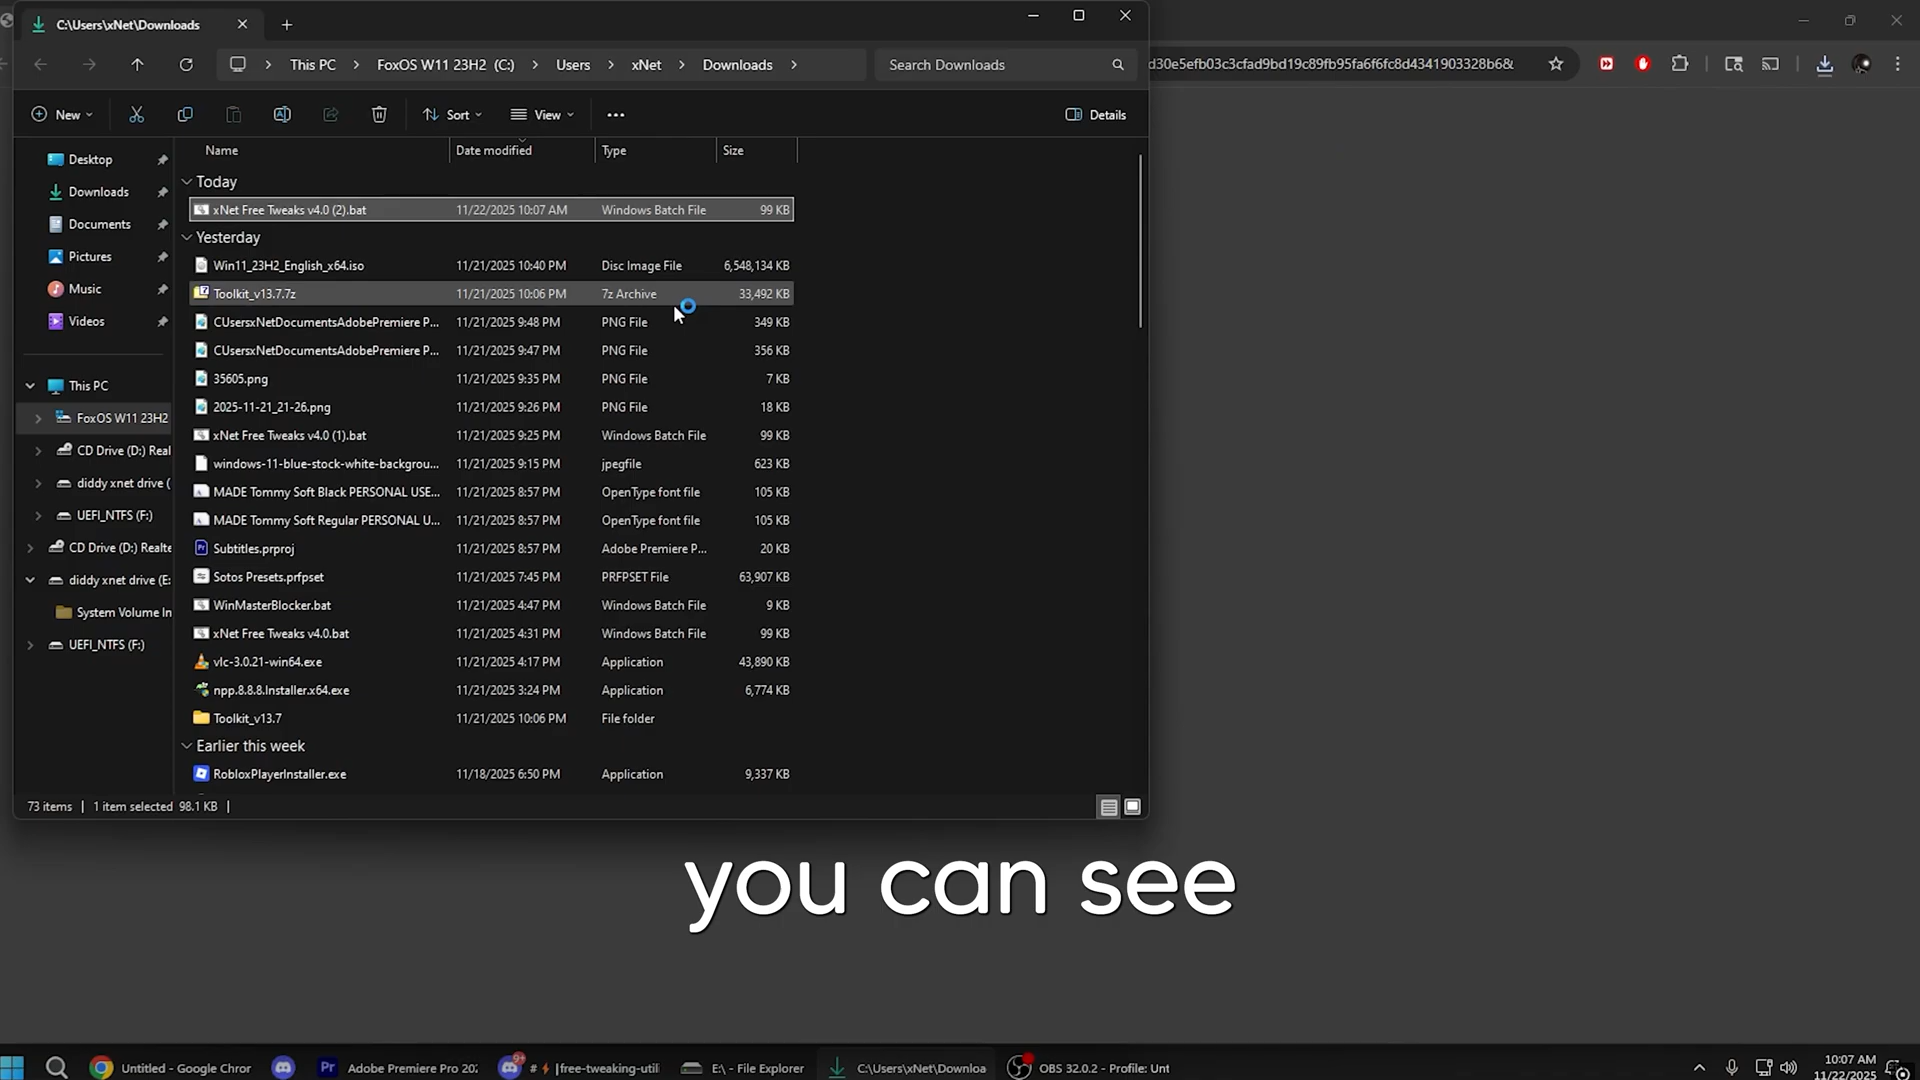 C:\Users\xNet\Downloads
This PC > FoxOS W11 23H2 (C:) > Users > xNet > Downloads >
Search Downloads
d30e5efb03c3cfad9bd19c89fb95fa6f6fc8d4341903328b6&
New
Sort
View
Details
Name Date modified Type Size
Desktop
Downloads
Documents
Pictures
Music
Videos
This PC
FoxOS W11 23H2
CD Drive (D:) Real
diddy xnet drive (
UEFI_NTFS (F:)
CD Drive (D:) Realte
diddy xnet drive (E:
System Volume In
UEFI_NTFS (F:)
Today
xNet Free Tweaks v4.0 (2).bat 11/22/2025 10:07 AM Windows Batch File 99 KB
Yesterday
Win11_23H2_English_x64.iso 11/21/2025 10:40 PM Disc Image File 6,548,134 KB
Toolkit_v13.7.7z 11/21/2025 10:06 PM 7z Archive 33,492 KB
CUsersxNetDocumentsAdobePremiere P... 11/21/2025 9:48 PM PNG File 349 KB
CUsersxNetDocumentsAdobePremiere P... 11/21/2025 9:47 PM PNG File 356 KB
35605.png 11/21/2025 9:35 PM PNG File 7 KB
2025-11-21_21-26.png 11/21/2025 9:26 PM PNG File 18 KB
xNet Free Tweaks v4.0 (1).bat 11/21/2025 9:25 PM Windows Batch File 99 KB
windows-11-blue-stock-white-backgrou... 11/21/2025 9:15 PM jpegfile 623 KB
MADE Tommy Soft Black PERSONAL USE... 11/21/2025 8:57 PM OpenType font file 105 KB
MADE Tommy Soft Regular PERSONAL U... 11/21/2025 8:57 PM OpenType font file 105 KB
Subtitles.prproj 11/21/2025 8:57 PM Adobe Premiere P... 20 KB
Sotos Presets.prfpset 11/21/2025 7:45 PM PRFPSET File 63,907 KB
WinMasterBlocker.bat 11/21/2025 4:47 PM Windows Batch File 9 KB
xNet Free Tweaks v4.0.bat 11/21/2025 4:31 PM Windows Batch File 99 KB
vlc-3.0.21-win64.exe 11/21/2025 4:17 PM Application 43,890 KB
npp.8.8.8.Installer.x64.exe 11/21/2025 3:24 PM Application 6,774 KB
Toolkit_v13.7 11/21/2025 10:06 PM File folder
Earlier this week
RobloxPlayerInstaller.exe 11/18/2025 6:50 PM Application 9,337 KB
73 items | 1 item selected 98.1 KB |
you can see
Untitled - Google Chror
Pr Adobe Premiere Pro 202
# |free-tweaking-util
E:\ - File Explorer
C:\Users\xNet\Downloa
OBS 32.0.2 - Profile: Unt
10:07 AM
11/22/2025